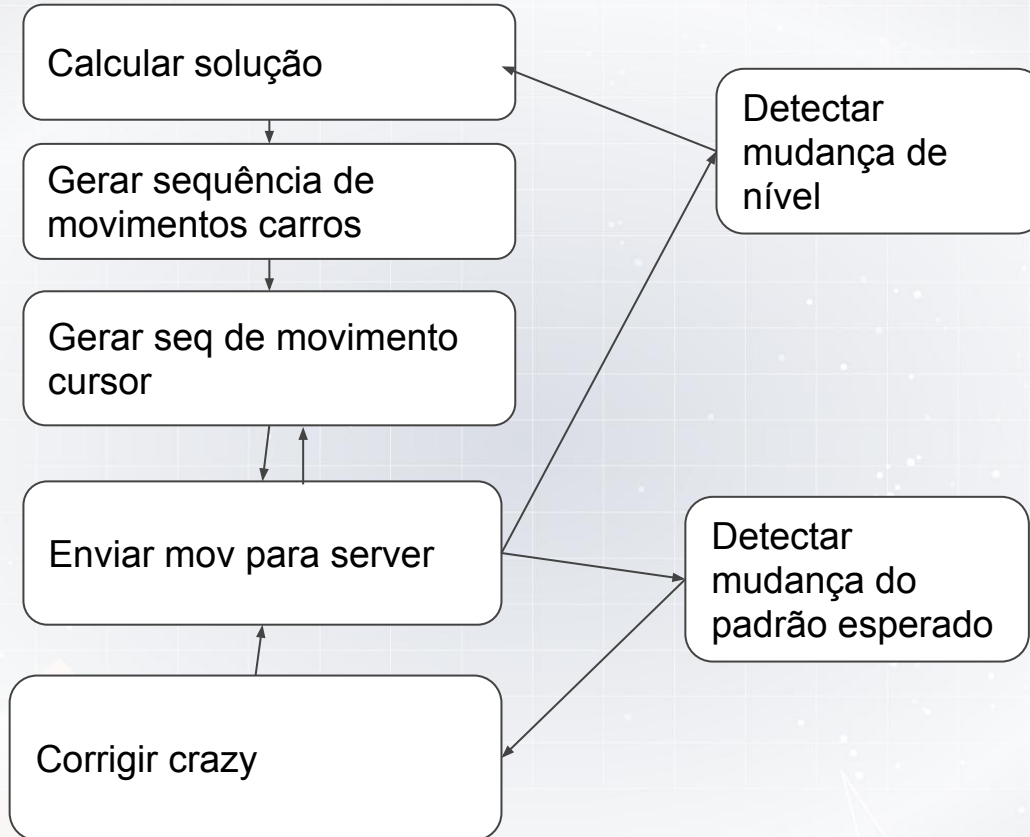 Calcular solução
Detectar
mudança de
nível
Gerar sequência de
movimentos carros
Gerar seq de movimento
cursor
Enviar mov para server
Detectar
mudança do
padrão esperado
Corrigir crazy